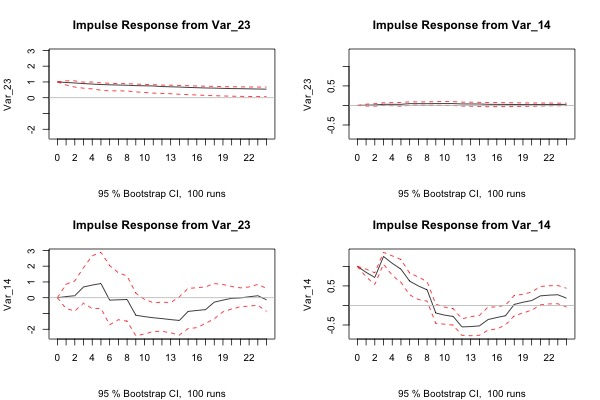 Impulse Response from Var_23
Var_23
3
2
1
0
-2
0 2 4 6 8 10 13 16 19 22
95 % Bootstrap CI, 100 runs
Impulse Response from Var_14
Var_23
0.5
-0.5
0 2 4 6 8 10 13 16 19 22
95 % Bootstrap CI, 100 runs
Impulse Response from Var_23
Var_14
3
2
1
0
-2
0 2 4 6 8 10 13 16 19 22
95 % Bootstrap CI, 100 runs
Impulse Response from Var_14
Var_14
0.5
-0.5
0 2 4 6 8 10 13 16 19 22
95 % Bootstrap CI, 100 runs